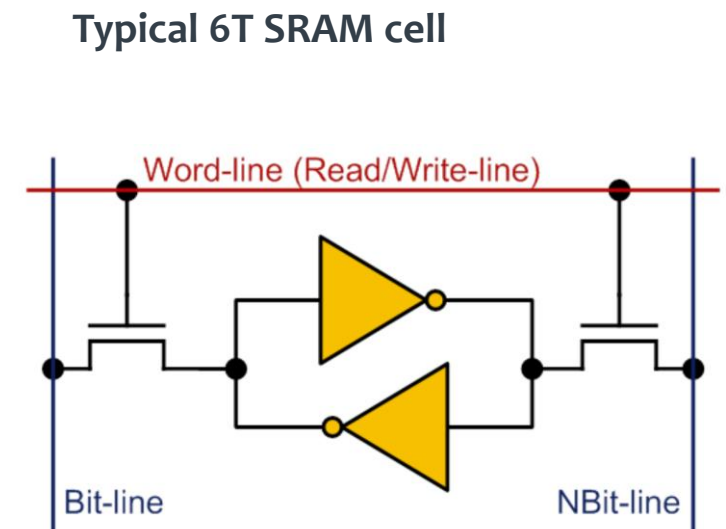 Typical 6T SRAM cell
Word-line (Read/Write-line)
Bit-line
NBit-line